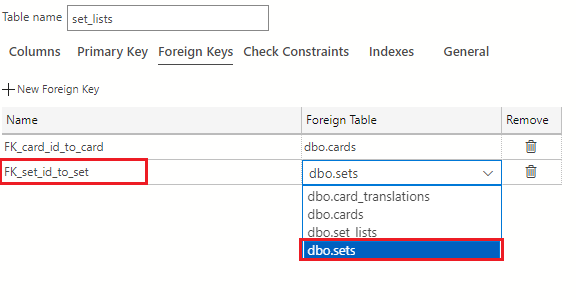 Table name set_lists
Columns Primary Key Foreign Keys Check Constraints Indexes General
New Foreign Key
Name Foreign Table Remove
FK_card_id_to_card dbo.cards
FK_set_id_to_set dbo.sets
dbo.card_translations
dbo.cards
dbo.set_lists
dbo.sets